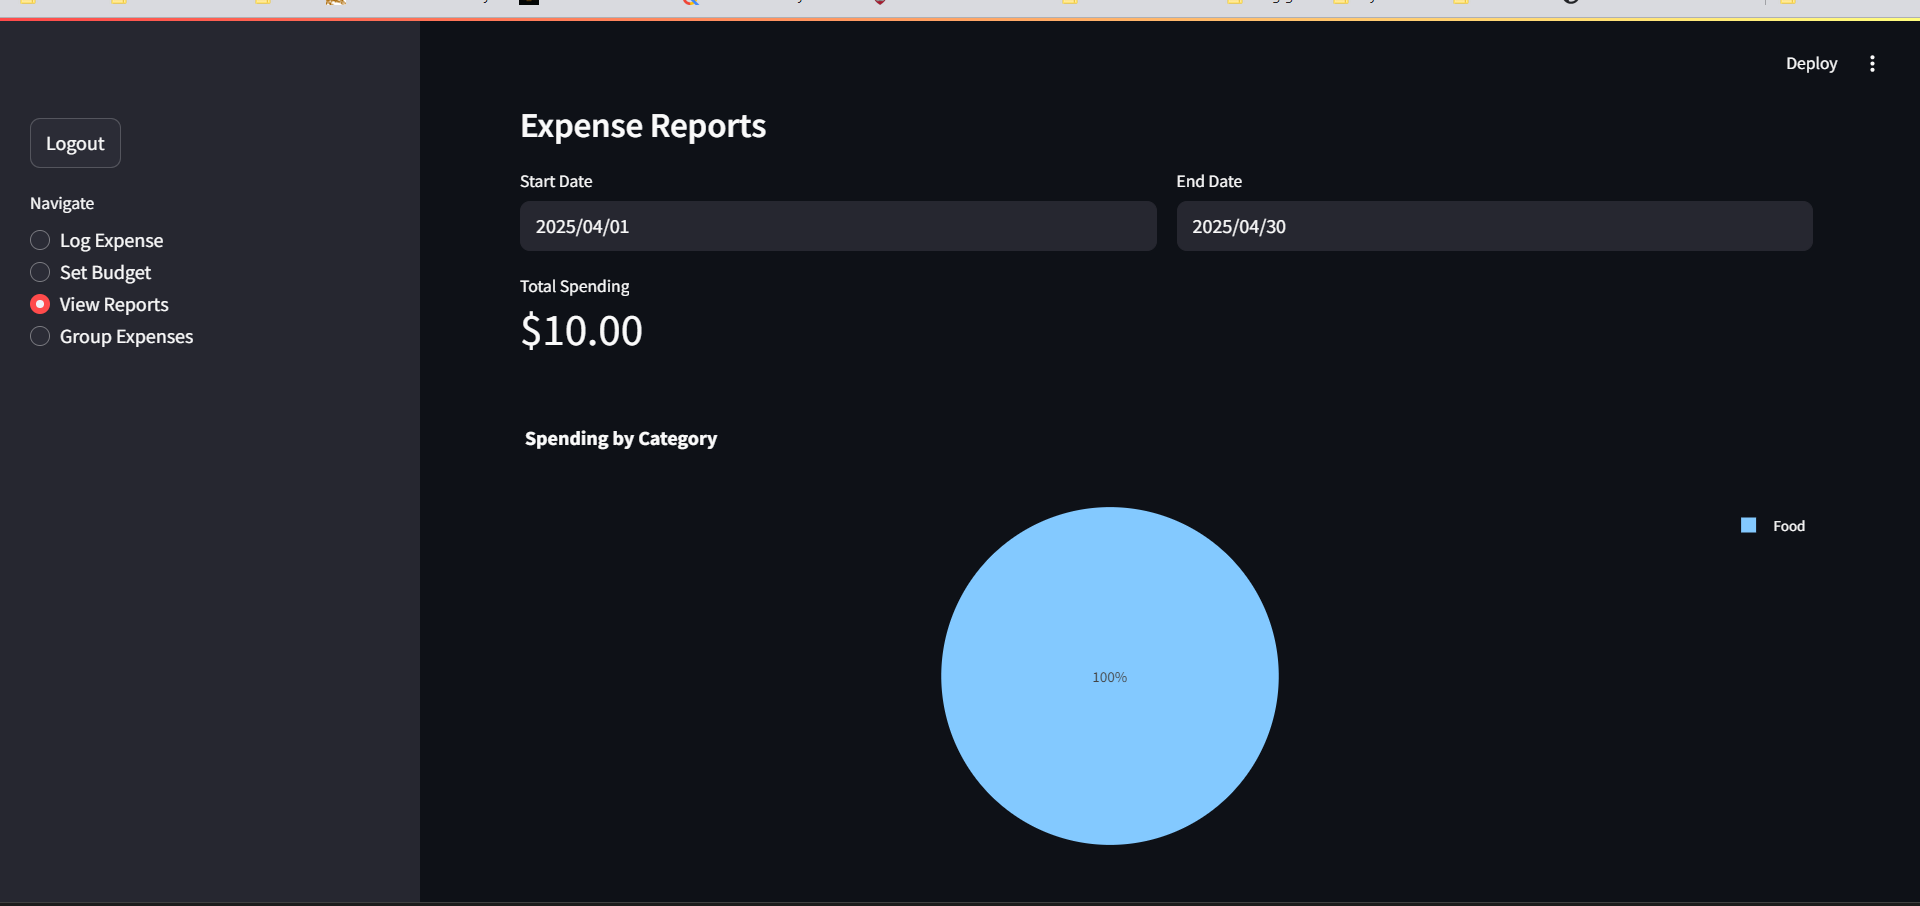 Deploy
Logout
Navigate
Log Expense
Set Budget
View Reports
Group Expenses
Expense Reports
Start Date
End Date
2025/04/01
2025/04/30
Total Spending
$10.00
Spending by Category
Food
100%